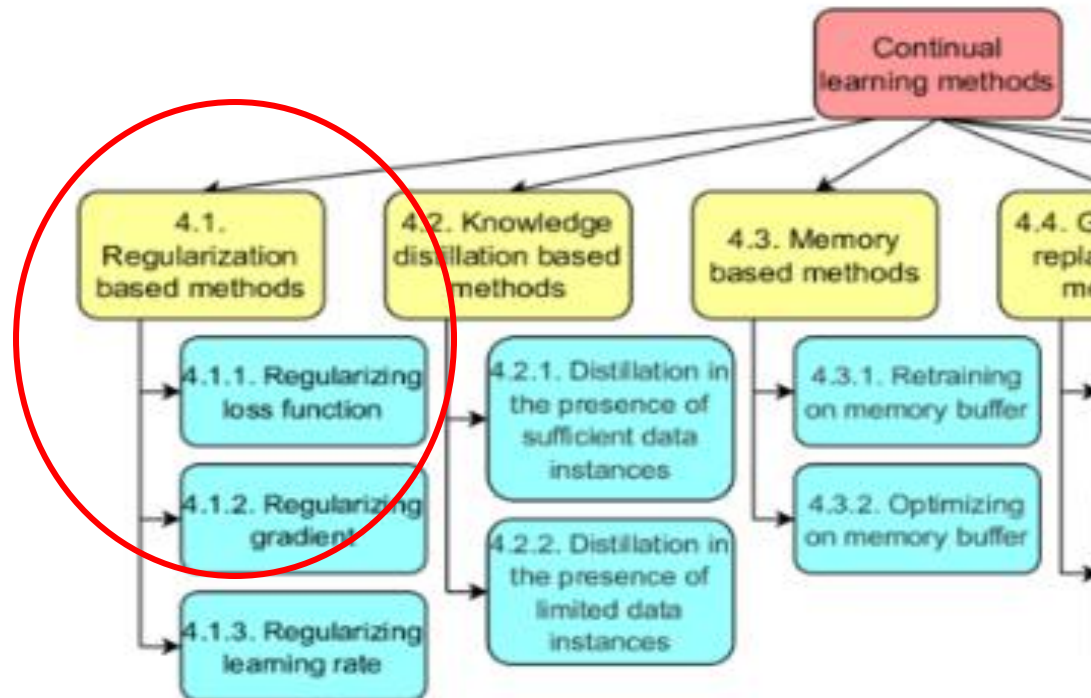 Continual
learning methods
4.1.
Regularization
based methods
4.2. Knowledge
distillation based
methods
4.3. Memory
based methods
4.4.
4.1.1. Regularizing
loss function
4.1.2. Regularizing
gradient
4.1.3. Regularizing
learning rate
4.2.1. Distillation in
the presence of
sufficient data
instances
4.2.2. Distillation in
the presence of
limited data
instances
4.3.1. Retraining
on memory buffer
4.3.2. Optimizing
on memory buffer